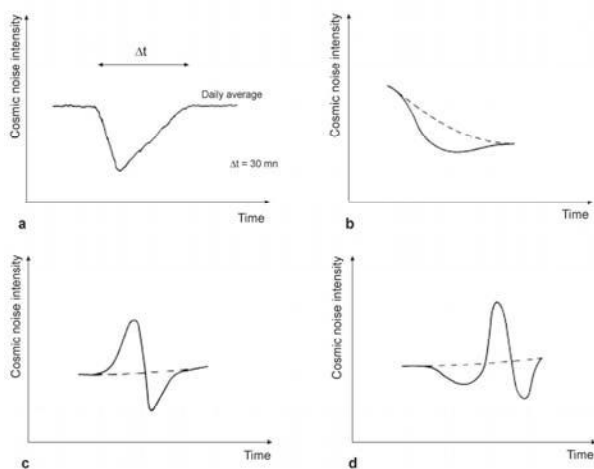 Cosmic noise intensity
Δt
Daily average
Δt = 30 mn
Time
a
Cosmic noise intensity
Time
b
Cosmic noise intensity
Time
c
Cosmic noise intensity
Time
d